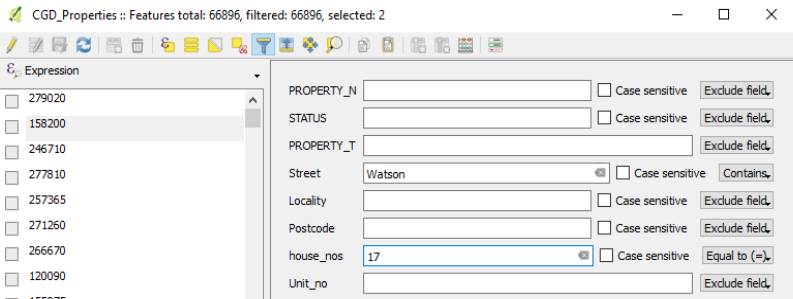 CGD_Properties :: Features total: 66896, filtered: 66896, selected: 2
Expression
279020
158200
246710
277810
257365
271260
266670
120090
PROPERTY_N Case sensitive Exclude field
STATUS Case sensitive Exclude field
PROPERTY_T Exclude field
Street Watson Case sensitive Contains
Locality Case sensitive Exclude field
Postcode Case sensitive Exclude field
house_nos 17 Case sensitive Equal to (=)
Unit_no Exclude field